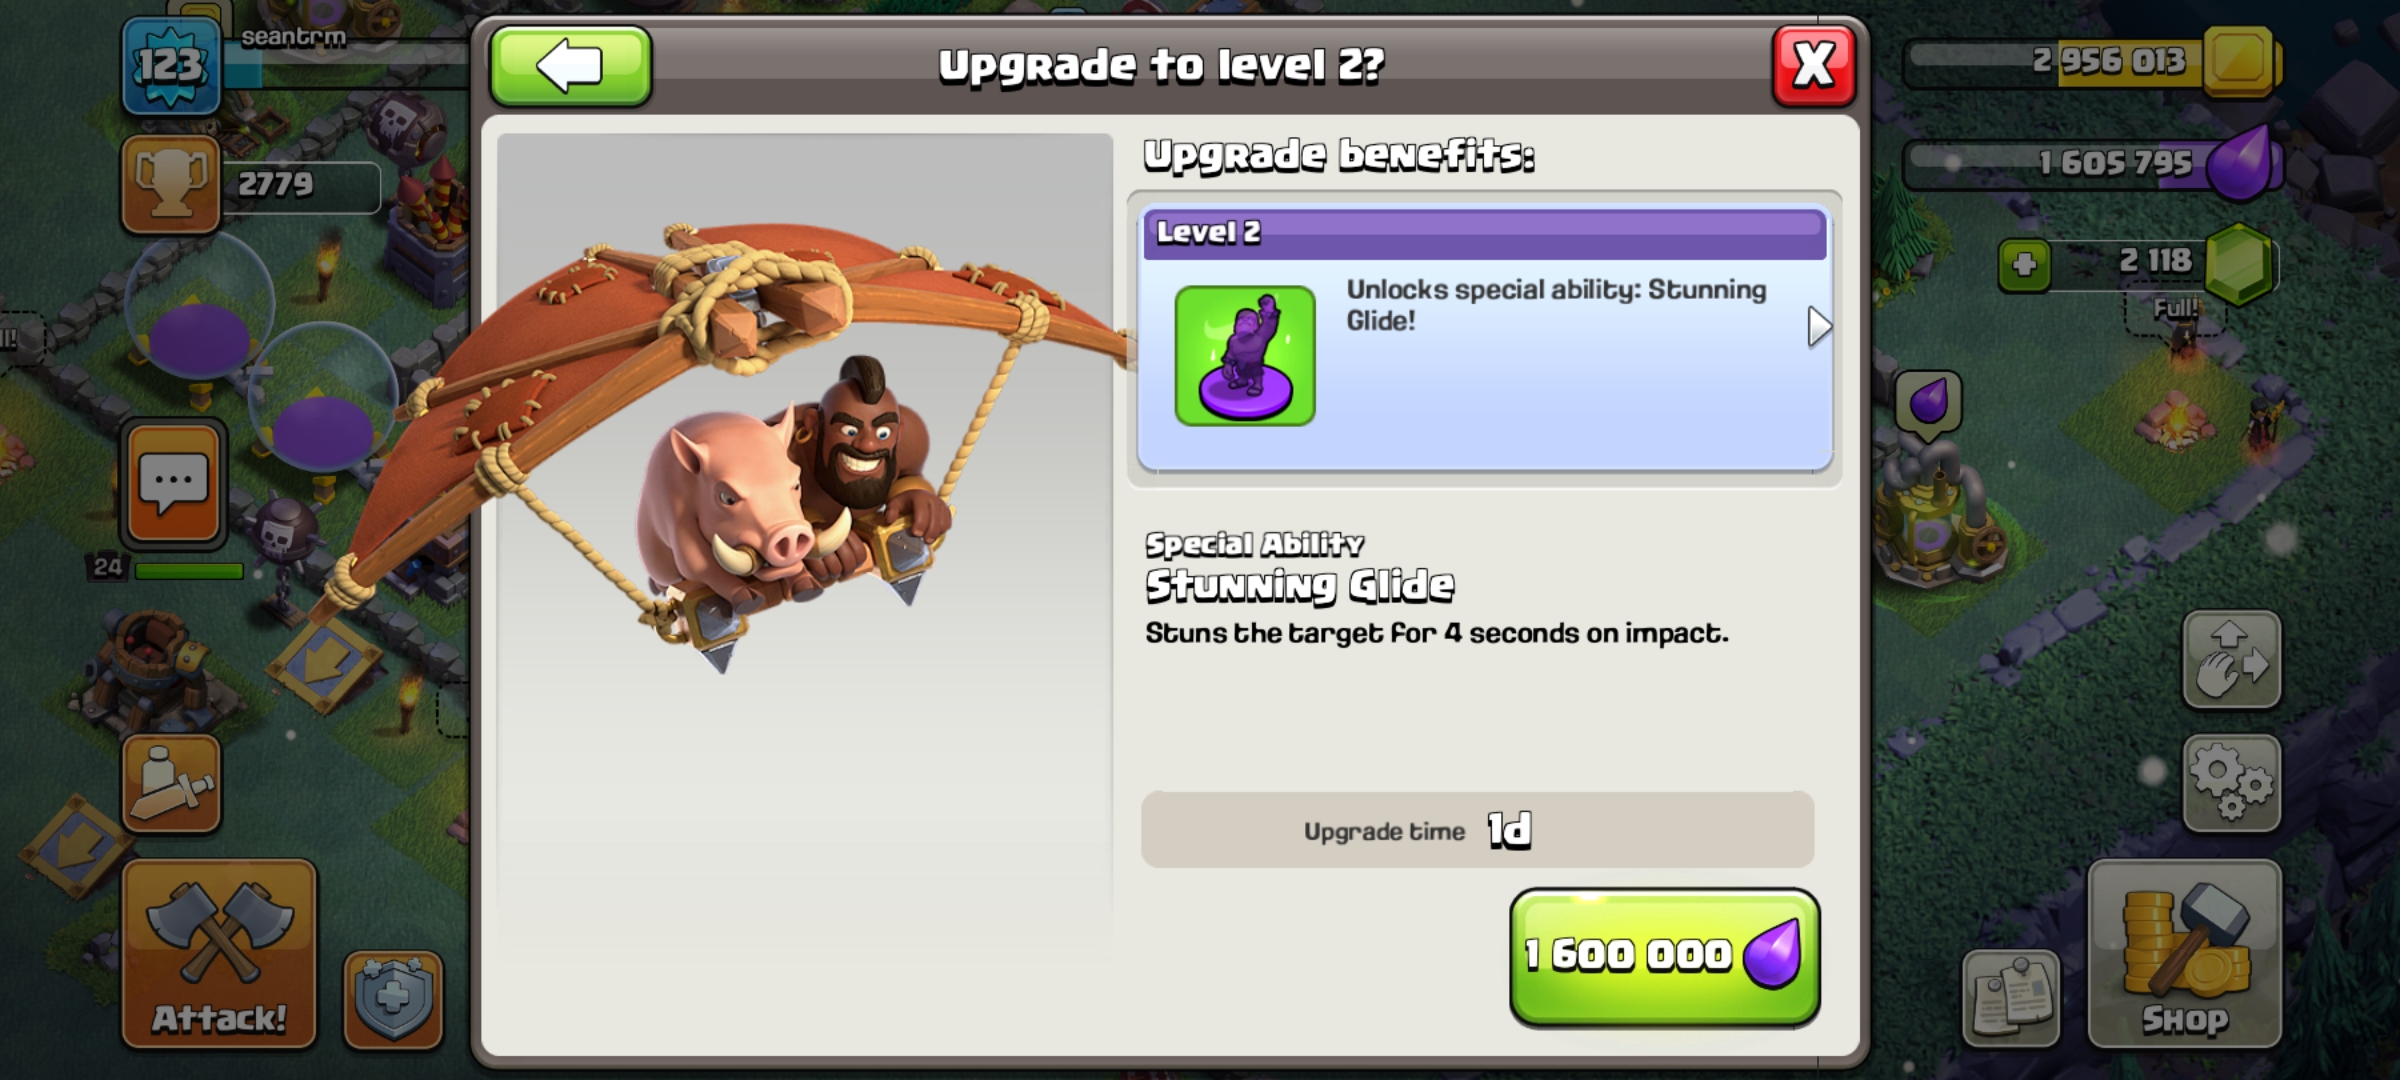 123
seantrm
Upgrade to level 2?
X
2 956 013
2779
1 605 795
2 118
Full!
Upgrade benefits:
Level 2
Unlocks special ability: Stunning
Glide!
Special Ability
Stunning Glide
Stuns the target for 4 seconds on impact.
24
Upgrade time 1d
1 600 000
Attack!
Shop